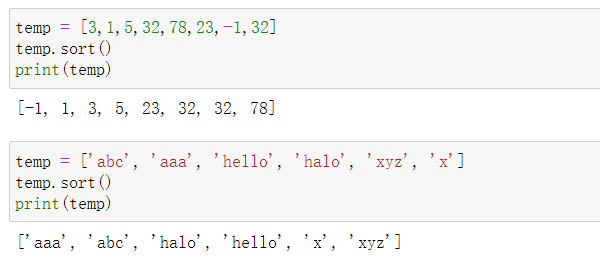 temp = [3,1,5,32,78,23,-1,32]
temp.sort()
print(temp)
[-1, 1, 3, 5, 23, 32, 32, 78]
temp = ['abc', 'aaa', 'hello', 'halo', 'xyz', 'x']
temp.sort()
print(temp)
['aaa', 'abc', 'halo', 'hello', 'x', 'xyz']